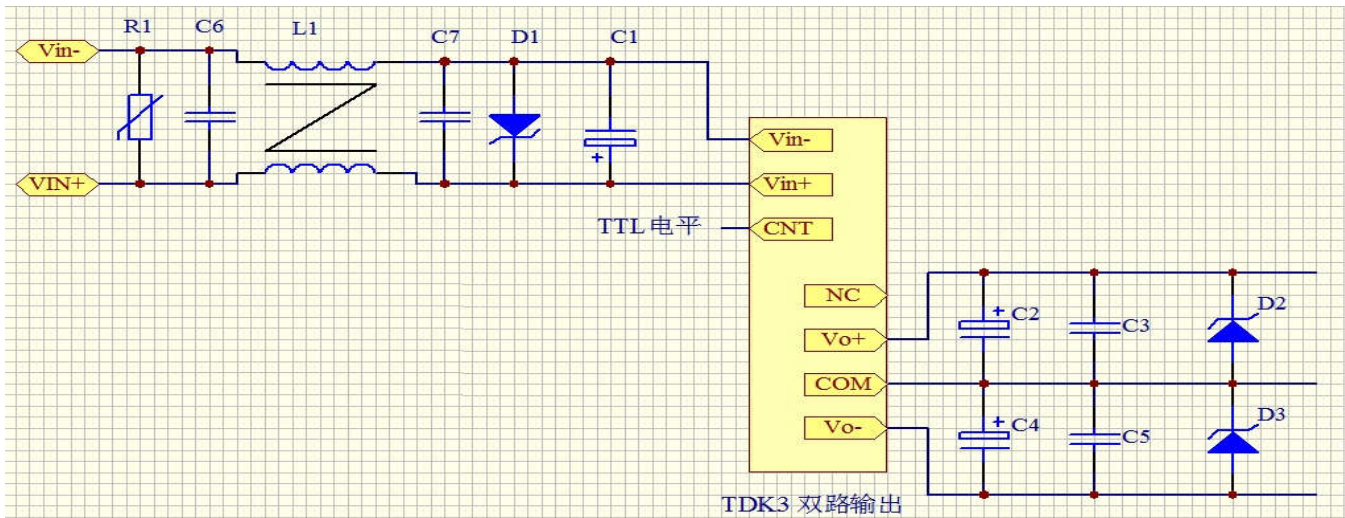 R1
C6
L1
C7
D1
C1
Vin-
VIN+
Vin-
Vin+
TTL 电平
CNT
NC
Vo+
COM
Vo-
+
+
C2
C3
D2
+
C4
C5
D3
TDK3 双路输出